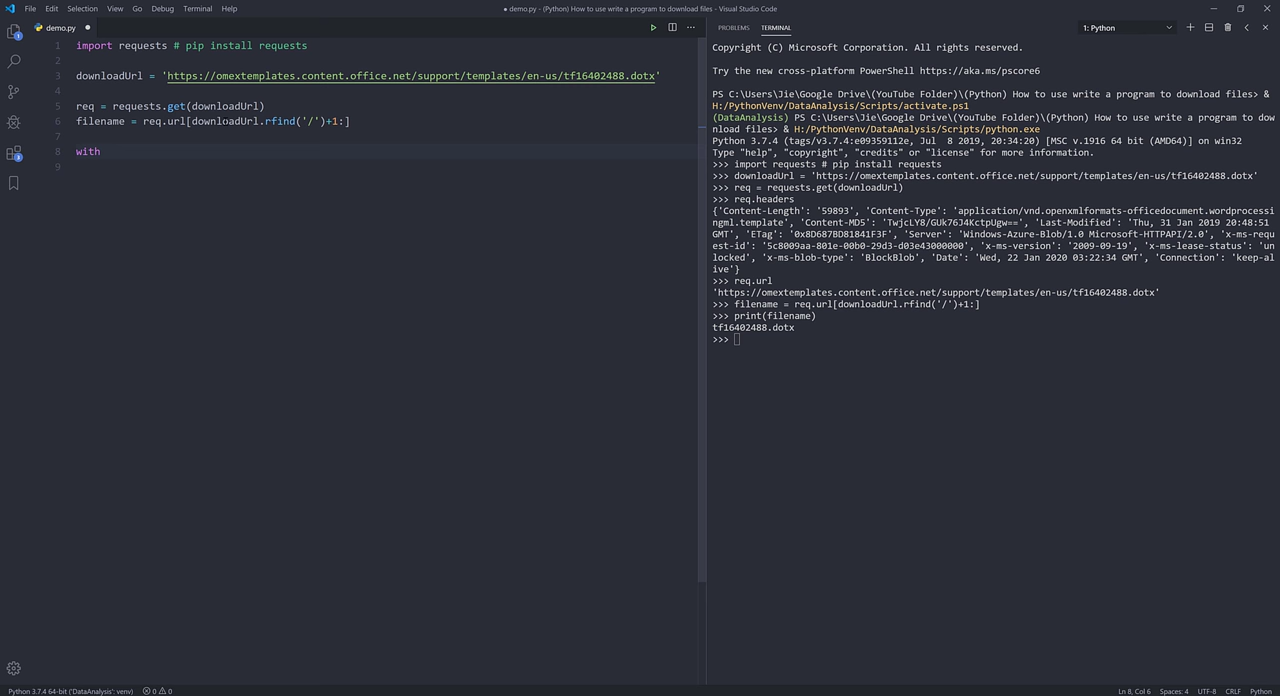 File Edit Selection View Go Debug Terminal Help
● demo.py - (Python) How to use write a program to download files - Visual Studio Code
demo.py ●
1 import requests # pip install requests
2
3 downloadUrl = 'https://omextemplates.content.office.net/support/templates/en-us/tf16402488.dotx'
4
5 req = requests.get(downloadUrl)
6 filename = req.url[downloadUrl.rfind('/')+1:]
7
8 with
9
PROBLEMS TERMINAL
1: Python
Copyright (C) Microsoft Corporation. All rights reserved.
Try the new cross-platform PowerShell https://aka.ms/pscore6
PS C:\Users\Jie\Google Drive\(YouTube Folder)\(Python) How to use write a program to download files> &
H:/PythonVenv/DataAnalysis/Scripts/activate.ps1
(DataAnalysis) PS C:\Users\Jie\Google Drive\(YouTube Folder)\(Python) How to use write a program to dow
nload files> & H:/PythonVenv/DataAnalysis/Scripts/python.exe
Python 3.7.4 (tags/v3.7.4:e09359112e, Jul  8 2019, 20:34:20) [MSC v.1916 64 bit (AMD64)] on win32
Type "help", "copyright", "credits" or "license" for more information.
>>> import requests # pip install requests
>>> downloadUrl = 'https://omextemplates.content.office.net/support/templates/en-us/tf16402488.dotx'
>>> req = requests.get(downloadUrl)
>>> req.headers
{'Content-Length': '59893', 'Content-Type': 'application/vnd.openxmlformats-officedocument.wordprocessi
ngml.template', 'Content-MD5': 'TwjcLY8/GUk76J4KctpUgw==', 'Last-Modified': 'Thu, 31 Jan 2019 20:48:51
GMT', 'ETag': '0x8D687BD81841F3F', 'Server': 'Windows-Azure-Blob/1.0 Microsoft-HTTPAPI/2.0', 'x-ms-requ
est-id': '5c8009aa-801e-00b0-29d3-d03e43000000', 'x-ms-version': '2009-09-19', 'x-ms-lease-status': 'un
locked', 'x-ms-blob-type': 'BlockBlob', 'Date': 'Wed, 22 Jan 2020 03:22:34 GMT', 'Connection': 'keep-al
ive'}
>>> req.url
'https://omextemplates.content.office.net/support/templates/en-us/tf16402488.dotx'
>>> filename = req.url[downloadUrl.rfind('/')+1:]
>>> print(filename)
tf16402488.dotx
>>>
Python 3.7.4 64-bit ('DataAnalysis': venv) 0 0
Ln 8, Col 6 Spaces: 4 UTF-8 CRLF Python